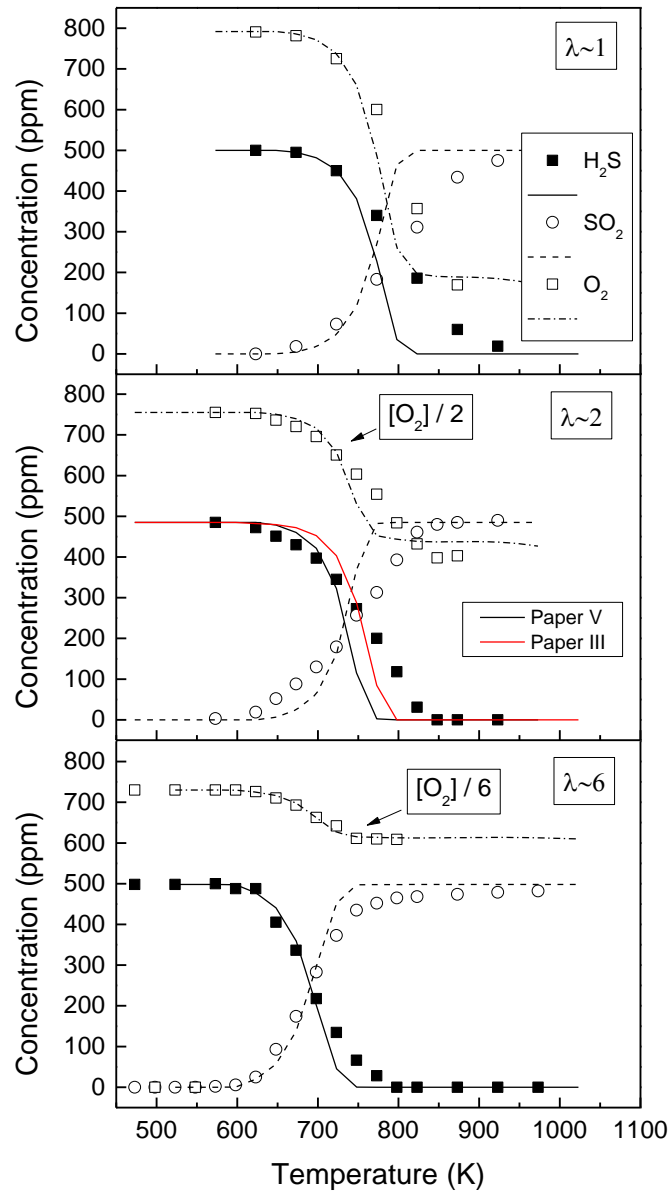 800
700
600
500
400
300
200
100
0
Concentration (ppm)
λ~1
H₂S
SO₂
O₂
800
700
600
500
400
300
200
100
0
Concentration (ppm)
[O₂] / 2
λ~2
Paper V
Paper III
800
700
600
500
400
300
200
100
0
Concentration (ppm)
[O₂] / 6
λ~6
500 600 700 800 900 1000 1100
Temperature (K)